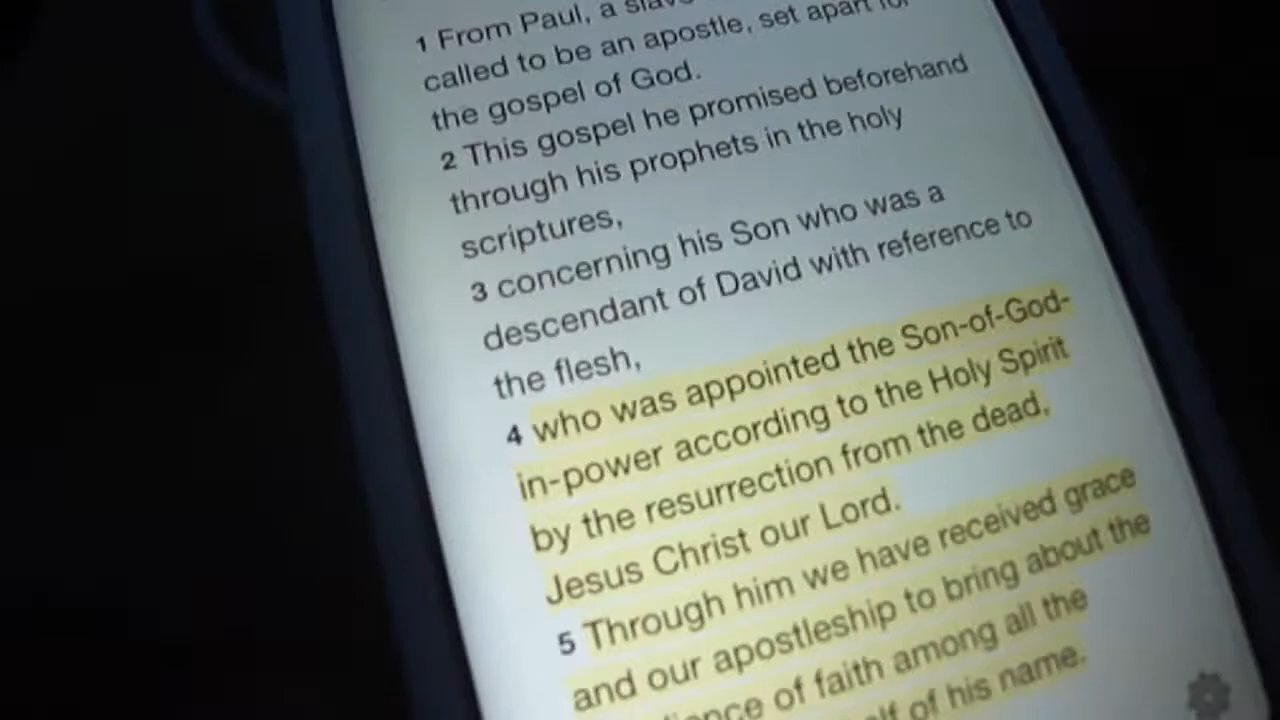 1 From Paul, a slave
called to be an apostle, set apart for
the gospel of God.
2 This gospel he promised beforehand
through his prophets in the holy
scriptures,
3 concerning his Son who was a
descendant of David with reference to
the flesh,
4 who was appointed the Son-of-God-
in-power according to the Holy Spirit
by the resurrection from the dead,
Jesus Christ our Lord.
5 Through him we have received grace
and our apostleship to bring about the
of faith among all the
of his name.